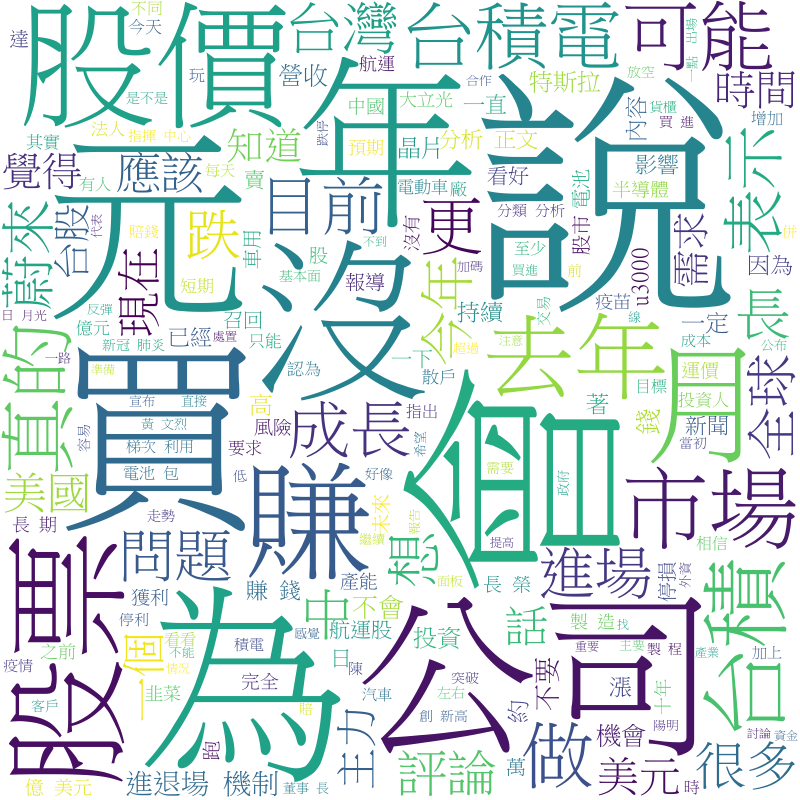 不同
今天
達
股價
台灣
台積電
可能
出場
一點
玩
營收
航運
合作
放空
貨櫃
是不是
中國
大立光
一直
特斯拉
時間
其實
法人
指揮 中心
跌停
預期
晶片
分析
正文
內容
買 進
增加
年
說
知道
覺得
應該
有人
每天
賣
目前
電動車
廠
看好
半導體
影響
表示
元
跌
更
沒有
分類 分析
電池
股市
需求
蔚來
台股
代表
賠錢
現在
車用
股
不到
至少
前
併
沒
基本面
加碼
買進
u3000
因為
短期
報導
今年
交易
疫苗
日 月光
反彈
億元
召回
持續
線
一定
長
新冠 肺炎
處置
已經
只能
去年
用
成本
公布
真的
一路
準備
認為
一下
超過
注意
目標
運價
全球
買
宣布
直接
高
散戶
著
錢
投資人
容易
黃 文烈
風險
成長
指出
會
新聞
當初
梯次 利用
要求
希望
美國
電池 包
低
好像
需要
政府
市場
長 期
走勢
賺
未來
繼續
報告
提高
相信
股票
問題
想
進場
停損
外資
獲利
產能
面板
長 榮
台積
為
停利
賺 錢
中
不會
公司
製 造
找
之前
一個
看看
不能
積電
感覺
航運股
投資
話
重要
主要
製 程
產業
加上
疫情
情況
日
陳
突破
不要
漲
十年
韭菜
完全
汽車
左右
做
客戶
跑
賠
主力
創 新高
約
機會
陽明
討論
資金
億 美元
進退場 機制
董事 長
評論
萬
美元
時
很多